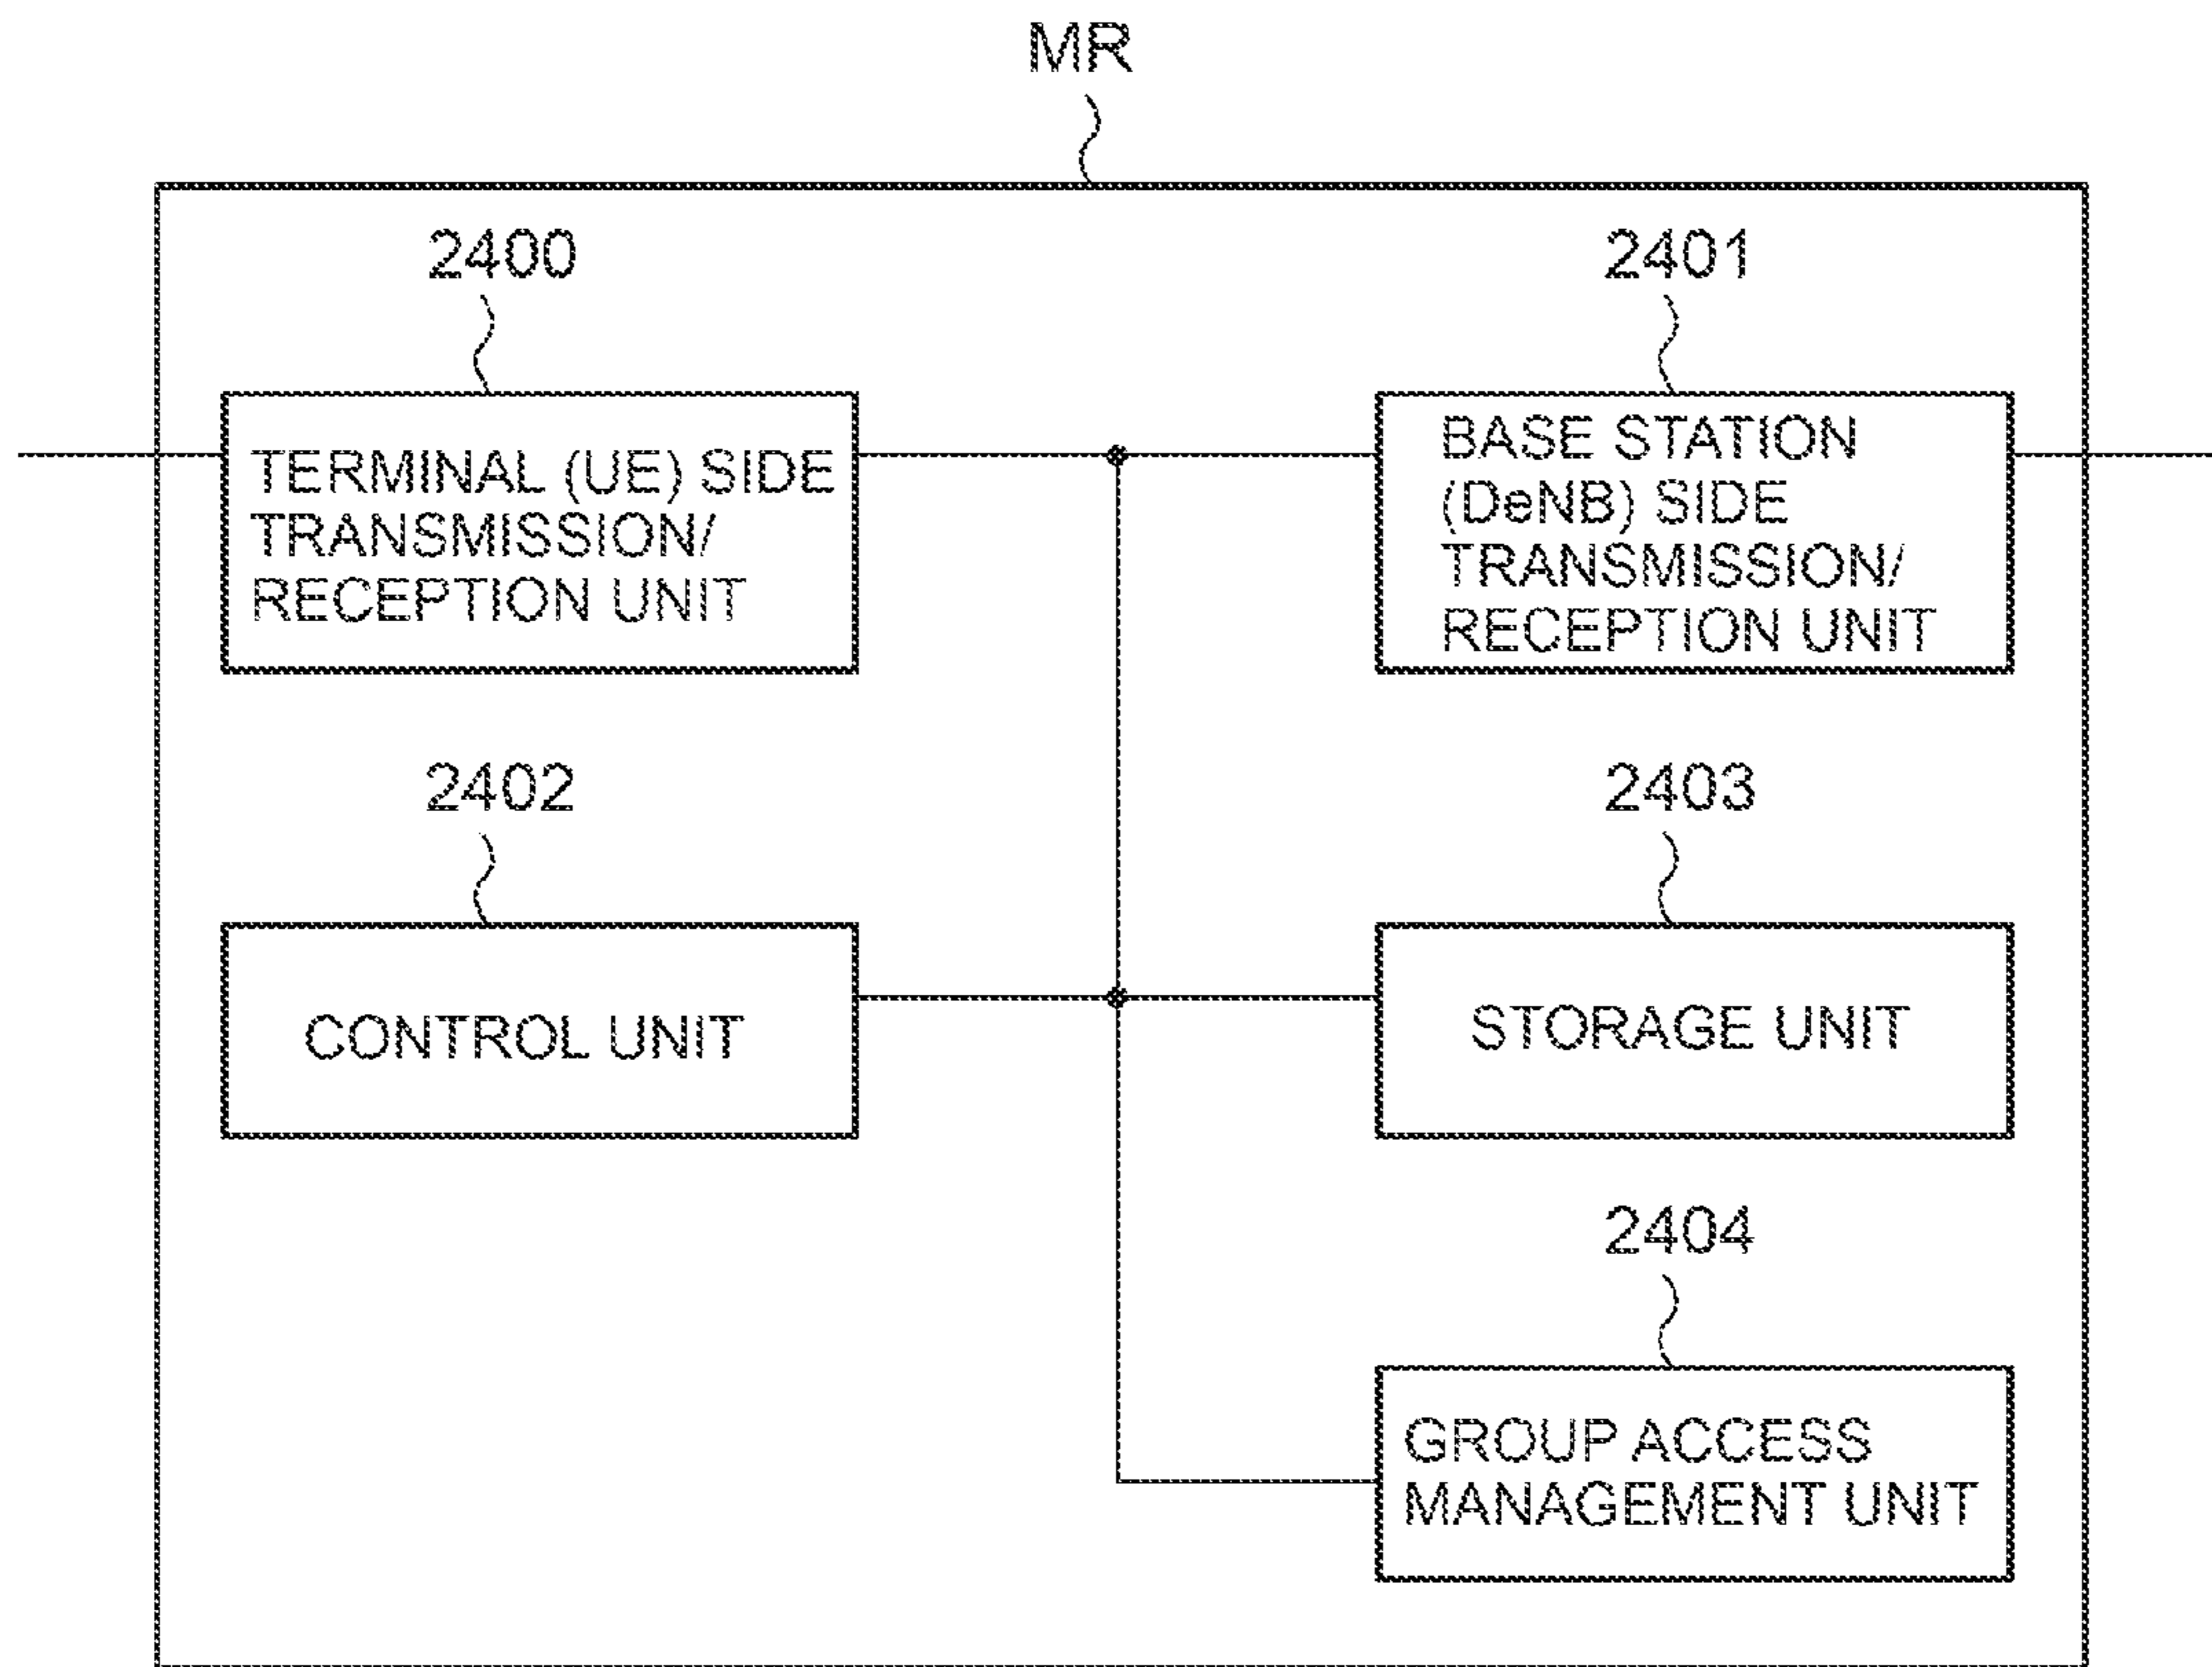 MR
2400
2401
TERMINAL (UE) SIDE
TRANSMISSION/
RECEPTION UNIT
BASE STATION
(DeNB) SIDE
TRANSMISSION/
RECEPTION UNIT
2402
2403
CONTROL UNIT
STORAGE UNIT
2404
GROUP ACCESS
MANAGEMENT UNIT